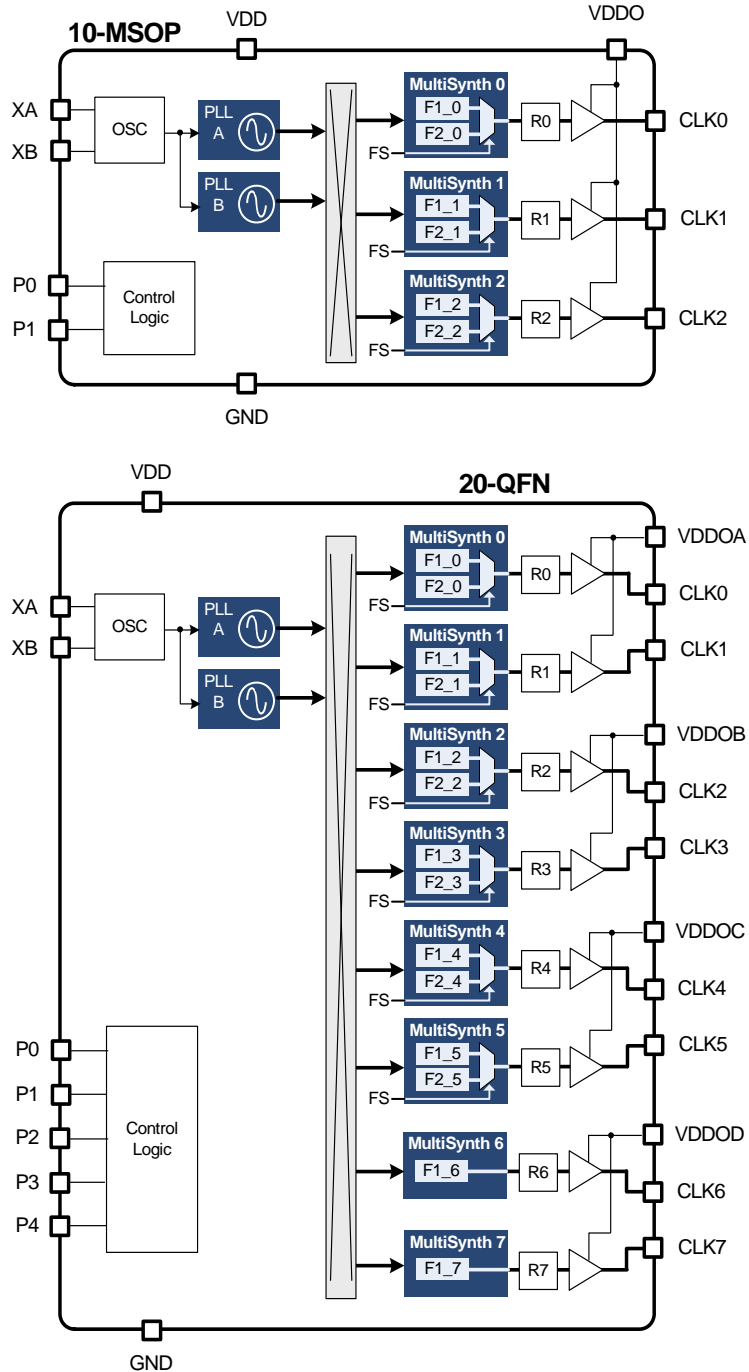 10-MSOP
VDD
VDDO
XA
XB
OSC
PLL
A
PLL
B
P0
P1
Control
Logic
MultiSynth 0
F1_0
F2_0
FS
R0
CLK0
MultiSynth 1
F1_1
F2_1
FS
R1
CLK1
MultiSynth 2
F1_2
F2_2
FS
R2
CLK2
GND
VDD
20-QFN
XA
XB
OSC
PLL
A
PLL
B
MultiSynth 0
F1_0
F2_0
FS
R0
VDDOA
CLK0
MultiSynth 1
F1_1
F2_1
FS
R1
CLK1
MultiSynth 2
F1_2
F2_2
FS
R2
VDDOB
CLK2
MultiSynth 3
F1_3
F2_3
FS
R3
CLK3
MultiSynth 4
F1_4
F2_4
FS
R4
VDDOC
CLK4
MultiSynth 5
F1_5
F2_5
FS
R5
CLK5
P0
P1
P2
P3
P4
Control
Logic
MultiSynth 6
F1_6
R6
VDDOD
CLK6
MultiSynth 7
F1_7
R7
CLK7
GND